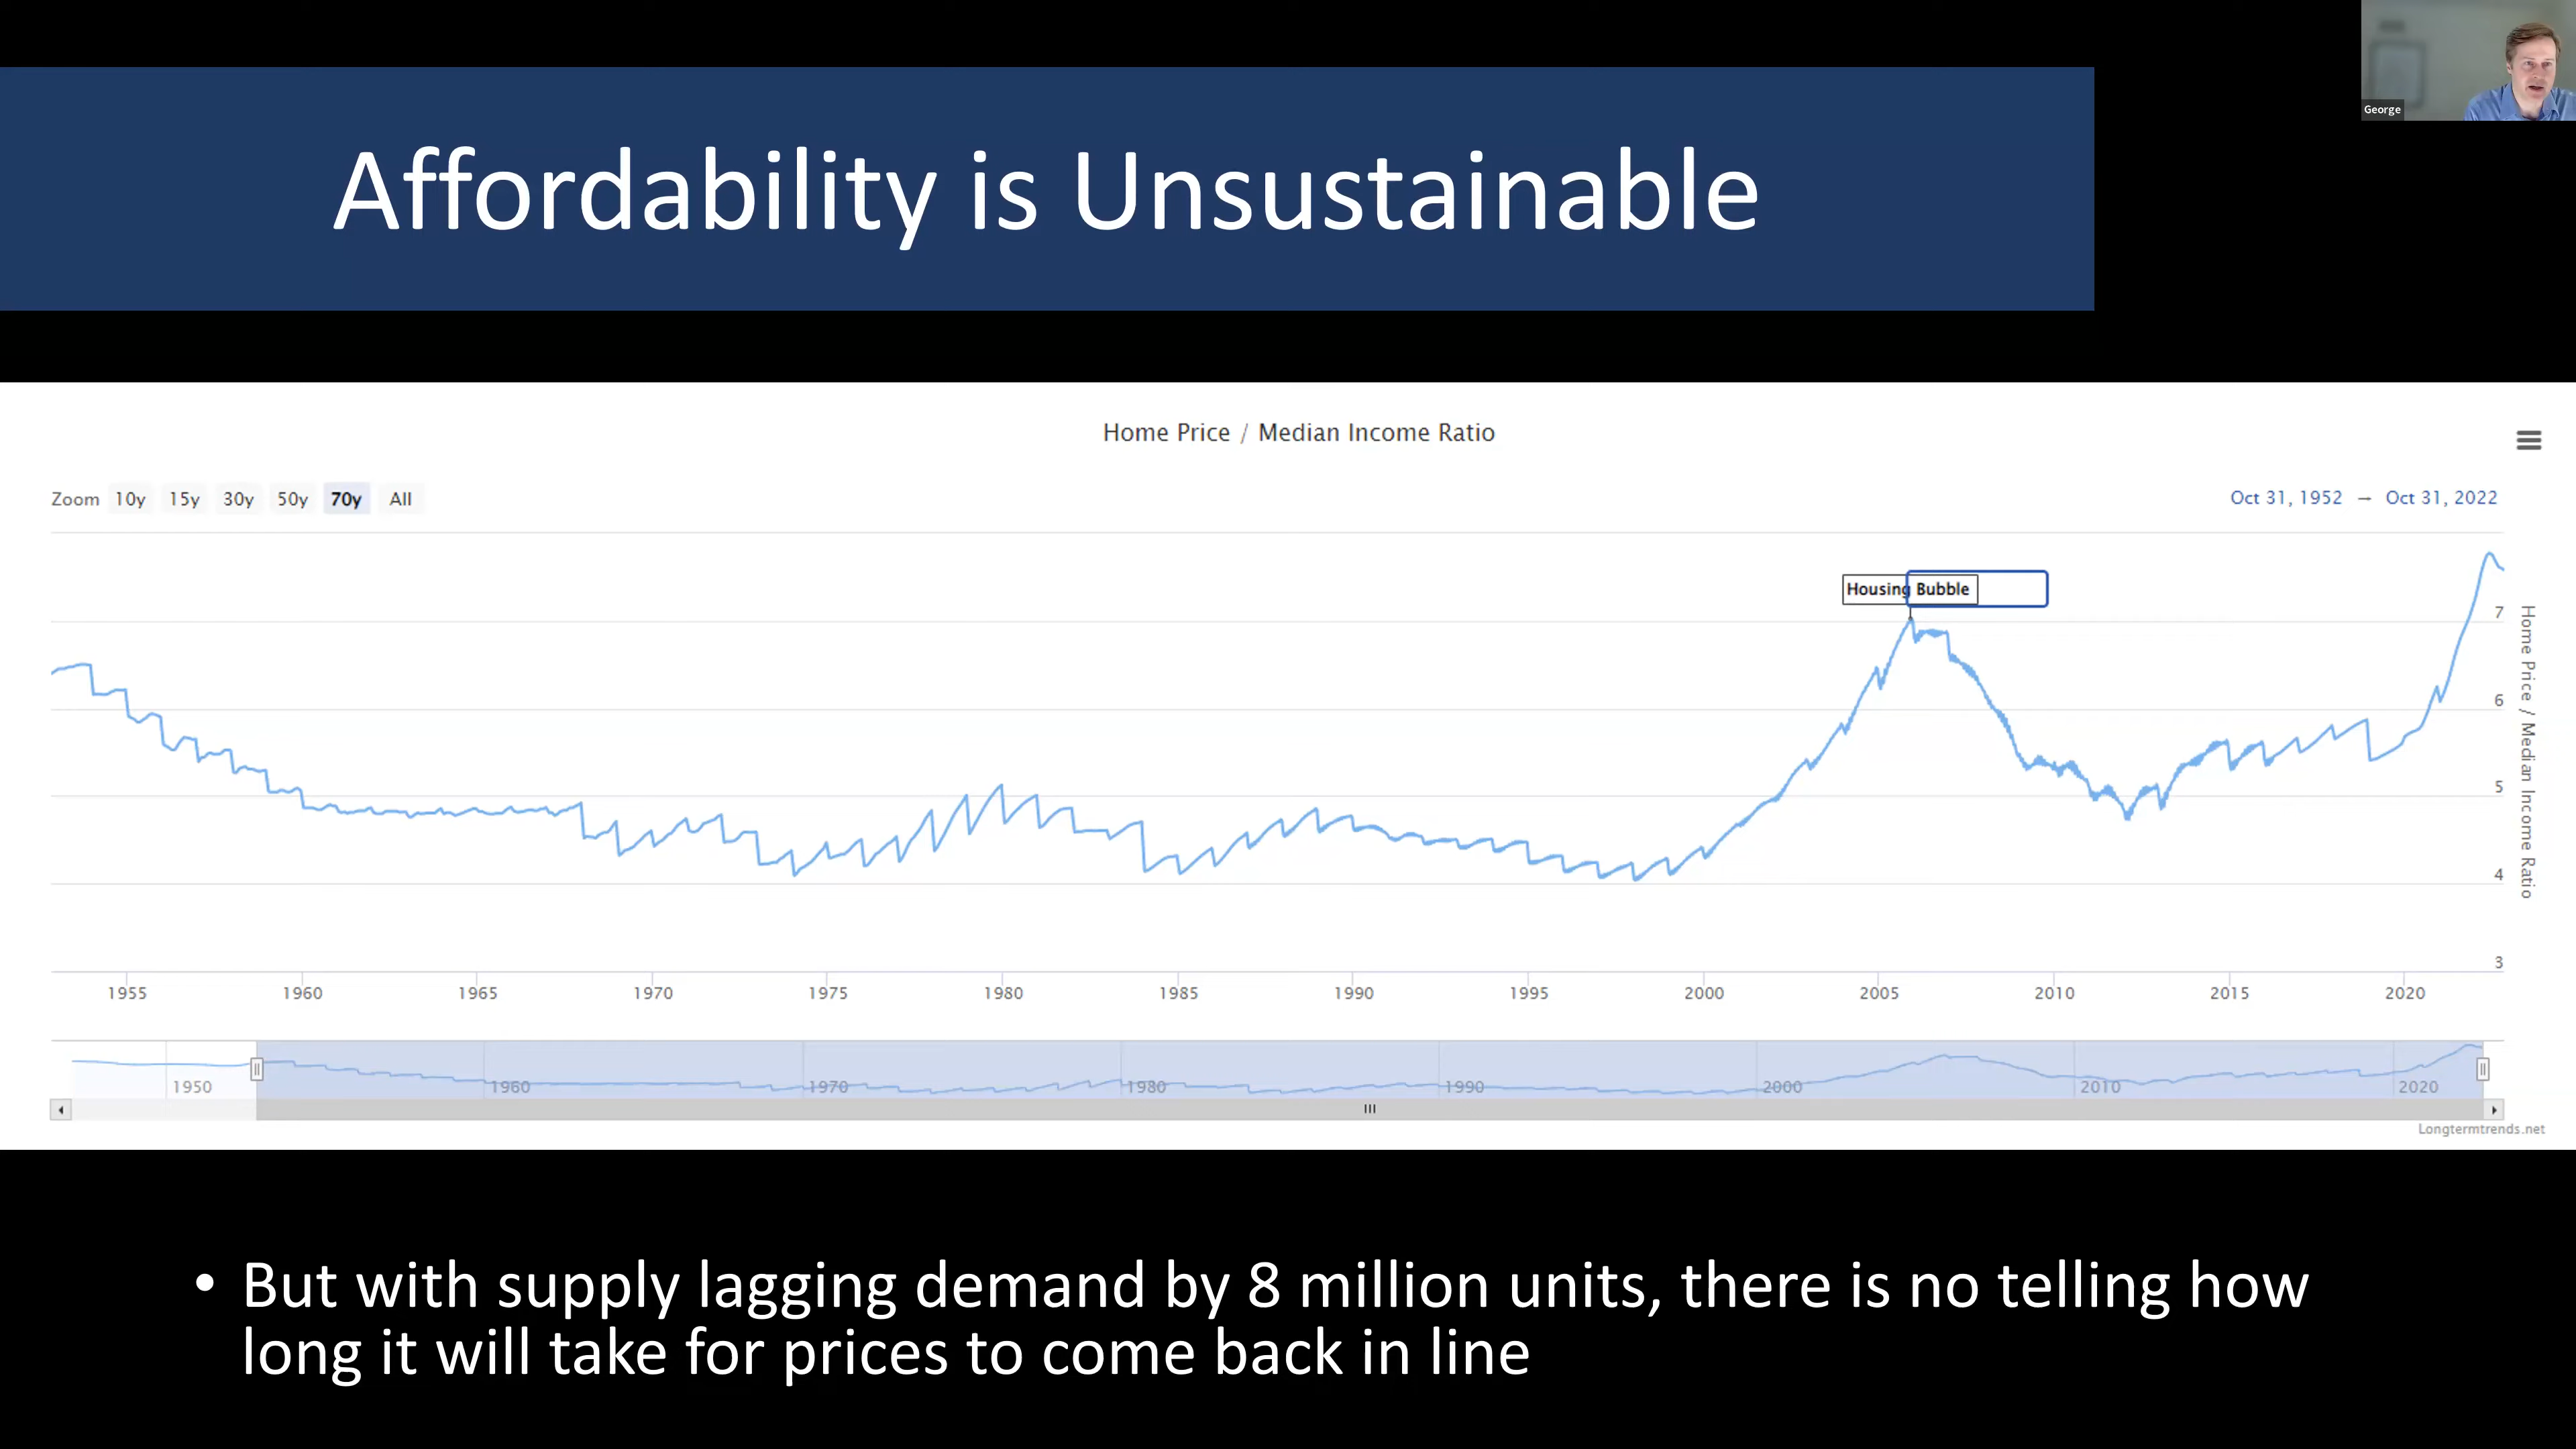 George
Affordability is Unsustainable
Home Price / Median Income Ratio
Zoom 10y 15y 30y 50y 70y All
Oct 31, 1952 → Oct 31, 2022
Housing Bubble
7
6
5
4
3
Home Price / Median Income Ratio
1955 1960 1965 1970 1975 1980 1985 1990 1995 2000 2005 2010 2015 2020
1950 1960 1970 1980 1990 2000 2010 2020
Longtermtrends.net
• But with supply lagging demand by 8 million units, there is no telling how
long it will take for prices to come back in line